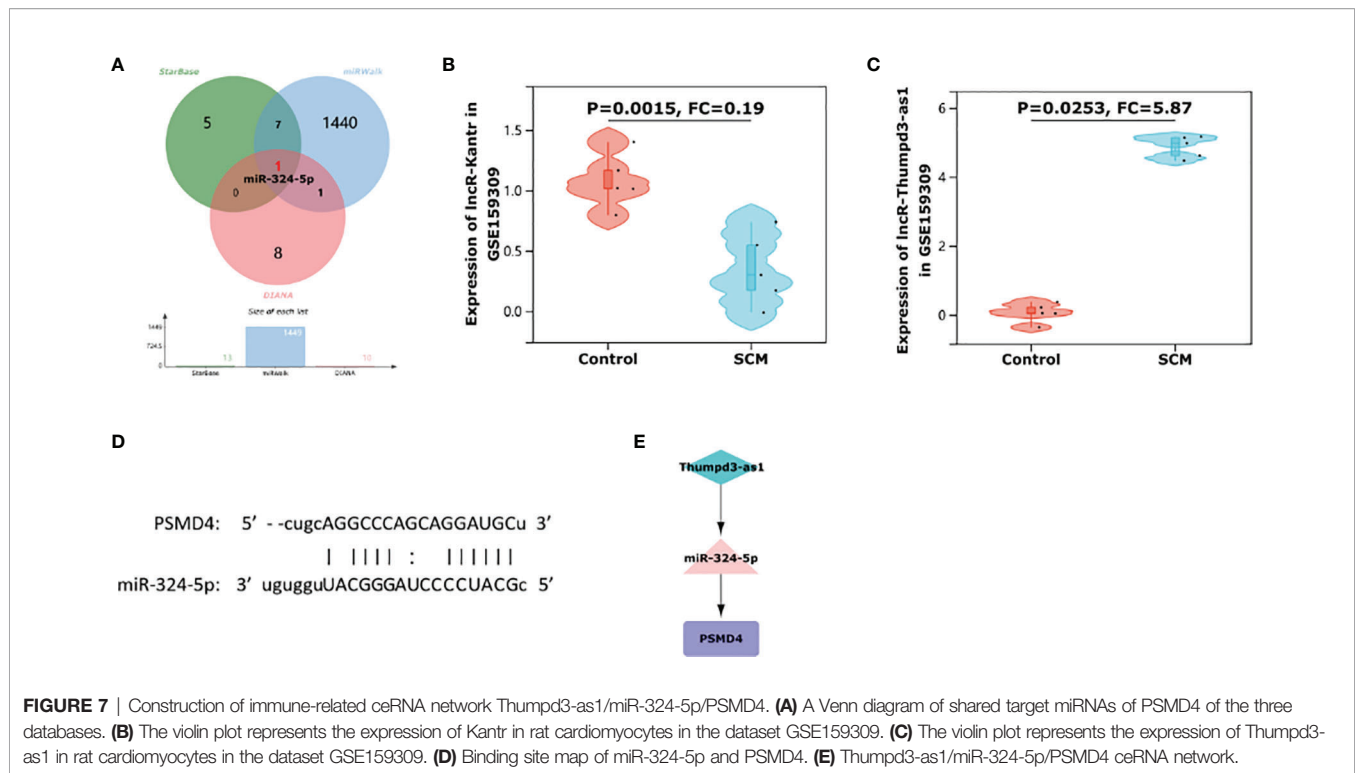 A
StarBase
miRWalk
5
7
1440
1
miR-324-5p
0
1
8
DIANA
Size of each list
1449
724.5
0
13
1449
10
StarBase
miRWalk
DIANA
B
P=0.0015, FC=0.19
Expression of lncR-Kantr in
GSE159309
1.5
1.0
0.5
0.0
Control
SCM
C
P=0.0253, FC=5.87
Expression of lncR-Thumpd3-as1
in GSE159309
6
4
2
0
Control
SCM
D
PSMD4: 5′ --cugcAGGCCCAGCAGGAUGCu 3′
| |||| : ||||||
miR-324-5p: 3′ ugugguUACGGGAUCCCCUACGc 5′
E
Thumpd3-as1
miR-324-5p
PSMD4
FIGURE 7 | Construction of immune-related ceRNA network Thumpd3-as1/miR-324-5p/PSMD4. (A) A Venn diagram of shared target miRNAs of PSMD4 of the three
databases. (B) The violin plot represents the expression of Kantr in rat cardiomyocytes in the dataset GSE159309. (C) The violin plot represents the expression of Thumpd3-
as1 in rat cardiomyocytes in the dataset GSE159309. (D) Binding site map of miR-324-5p and PSMD4. (E) Thumpd3-as1/miR-324-5p/PSMD4 ceRNA network.